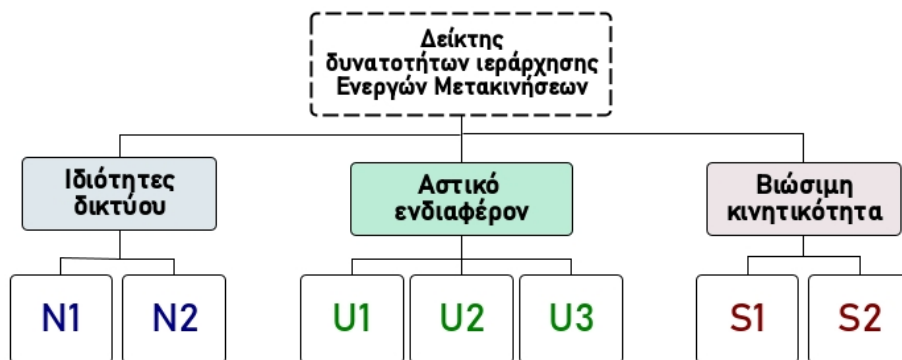 Δείκτης
δυνατοτήτων ιεράρχησης
Ενεργών Μετακινήσεων
Ιδιότητες
δικτύου
Αστικό
ενδιαφέρον
Βιώσιμη
κινητικότητα
N1
N2
U1
U2
U3
S1
S2